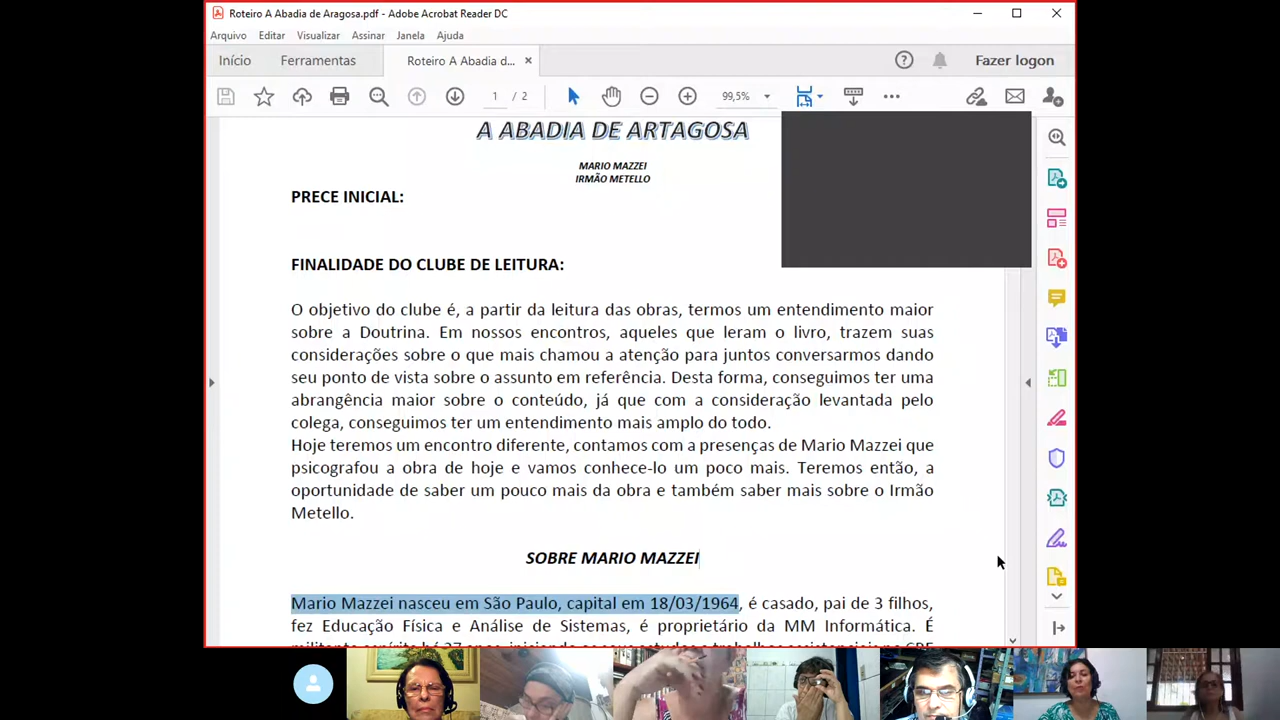 Roteiro A Abadia de Aragosa.pdf - Adobe Acrobat Reader DC
Arquivo Editar Visualizar Assinar Janela Ajuda
Início Ferramentas Roteiro A Abadia d... × Fazer logon
1 / 2 99,5%
A ABADIA DE ARTAGOSA
MARIO MAZZEI
IRMÃO METELLO
PRECE INICIAL:
FINALIDADE DO CLUBE DE LEITURA:
O objetivo do clube é, a partir da leitura das obras, termos um entendimento maior
sobre a Doutrina. Em nossos encontros, aqueles que leram o livro, trazem suas
considerações sobre o que mais chamou a atenção para juntos conversarmos dando
seu ponto de vista sobre o assunto em referência. Desta forma, conseguimos ter uma
abrangência maior sobre o conteúdo, já que com a consideração levantada pelo
colega, conseguimos ter um entendimento mais amplo do todo.
Hoje teremos um encontro diferente, contamos com a presenças de Mario Mazzei que
psicografou a obra de hoje e vamos conhece-lo um pouco mais. Teremos então, a
oportunidade de saber um pouco mais da obra e também saber mais sobre o Irmão
Metello.
SOBRE MARIO MAZZEI
Mario Mazzei nasceu em São Paulo, capital em 18/03/1964, é casado, pai de 3 filhos,
fez Educação Física e Análise de Sistemas, é proprietário da MM Informática. É